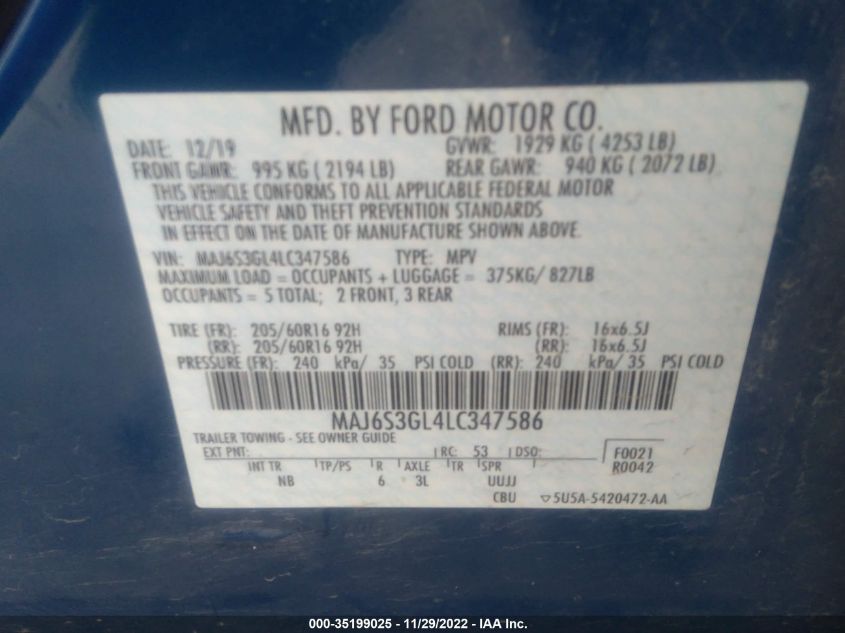 MFD. BY FORD MOTOR CO.
DATE: 12/19 GVWR: 1929 KG ( 4253 LB)
FRONT GAWR: 995 KG ( 2194 LB) REAR GAWR: 940 KG ( 2072 LB)
THIS VEHICLE CONFORMS TO ALL APPLICABLE FEDERAL MOTOR
VEHICLE SAFETY AND THEFT PREVENTION STANDARDS
IN EFFECT ON THE DATE OF MANUFACTURE SHOWN ABOVE.
VIN: MAJ6S3GL4LC347586 TYPE: MPV
MAXIMUM LOAD = OCCUPANTS + LUGGAGE = 375KG/ 827LB
OCCUPANTS = 5 TOTAL; 2 FRONT, 3 REAR
TIRE (FR): 205/60R16 92H RIMS (FR): 16x6.5J
(RR): 205/60R16 92H (RR): 16x6.5J
PRESSURE (FR): 240 kPa/ 35 PSI COLD (RR): 240 kPa/ 35 PSI COLD
MAJ6S3GL4LC347586
TRAILER TOWING - SEE OWNER GUIDE
EXT PNT: RC: 53 DSO: F0021
R0042
INT TR TP/PS R AXLE TR SPR
NB 6 3L UUJJ
CBU ▽5U5A-5420472-AA
000-35199025 - 11/29/2022 - IAA Inc.